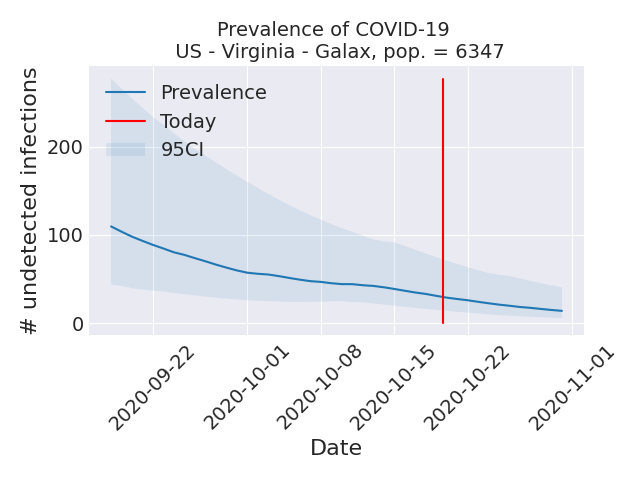 Prevalence of COVID-19
US - Virginia - Galax, pop. = 6347
# undetected infections
200
100
0
Prevalence
Today
95CI
2020-09-22
2020-10-01
2020-10-08
2020-10-15
2020-10-22
2020-11-01
Date